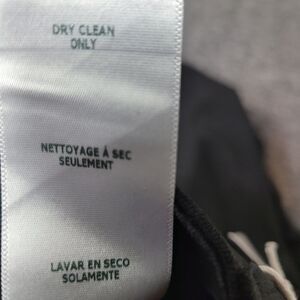 DRY CLEAN
ONLY
NETTOYAGE À SEC
SEULEMENT
LAVAR EN SECO
SOLAMENTE